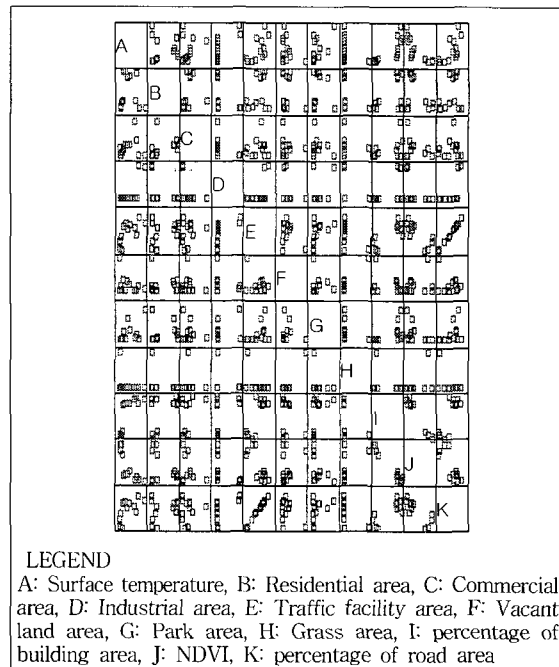 A
B
C
D
E
F
G
H
I
J
K
LEGEND
A: Surface temperature, B: Residential area, C: Commercial
area, D: Industrial area, E: Traffic facility area, F: Vacant
land area, G: Park area, H: Grass area, I: percentage of
building area, J: NDVI, K: percentage of road area